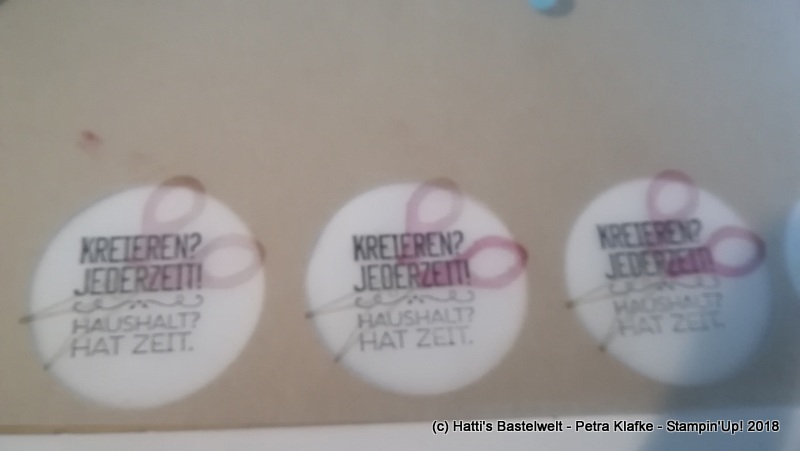 KREIEREN?
JEDERZEIT!
HAUSHALT?
HAT ZEIT.
KREIEREN?
JEDERZEIT!
HAUSHALT?
HAT ZEIT.
KREIEREN?
JEDERZEIT!
HAUSHALT?
HAT ZEIT.
(c) Hatti's Bastelwelt - Petra Klafke - Stampin'Up! 2018